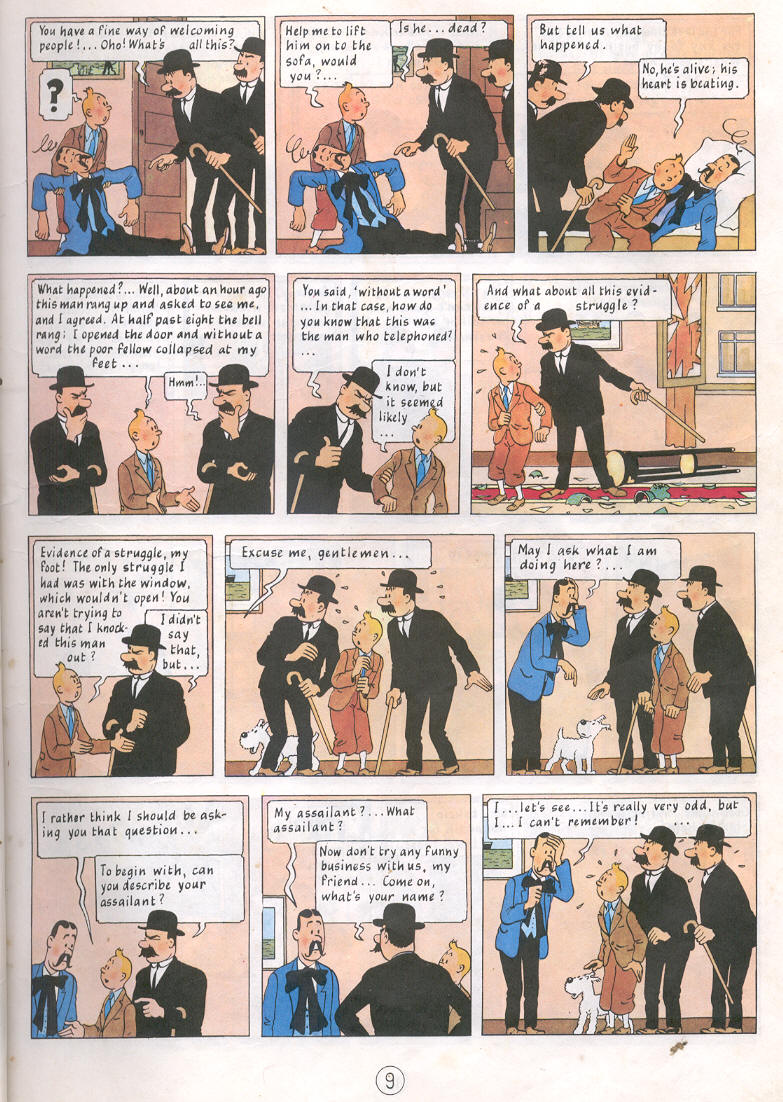 You have a fine way of welcoming
people!... Oho! What's all this?
?
Help me to lift
him on to the
sofa, would
you?...
Is he... dead?
But tell us what
happened.
No, he's alive; his
heart is beating.
What happened?... Well, about an hour ago
this man rang up and asked to see me,
and I agreed. At half past eight the bell
rang; I opened the door and without a
word the poor fellow collapsed at my
feet...
Hmm!...
You said, 'without a word'
... In that case, how do
you know that this was
the man who telephoned?
...
I don't
know, but
it seemed
likely
...
And what about all this evid-
ence of a struggle?
Evidence of a struggle, my
foot! The only struggle I
had was with the window,
which wouldn't open! You
aren't trying to
say that I knock-
ed this man
out?
I didn't
say
that,
but...
Excuse me, gentlemen...
May I ask what I am
doing here?...
I rather think I should be ask-
ing you that question...
To begin with, can
you describe your
assailant?
My assailant?... What
assailant?
Now don't try any funny
business with us, my
friend... Come on,
what's your name?
I... let's see... It's really very odd, but
I... I can't remember! ...
9